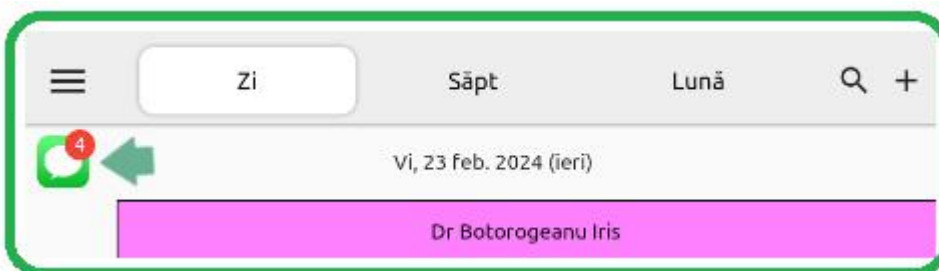 Zi Săpt Lună
4
Vi, 23 feb. 2024 (ieri)
Dr Botorogeanu Iris